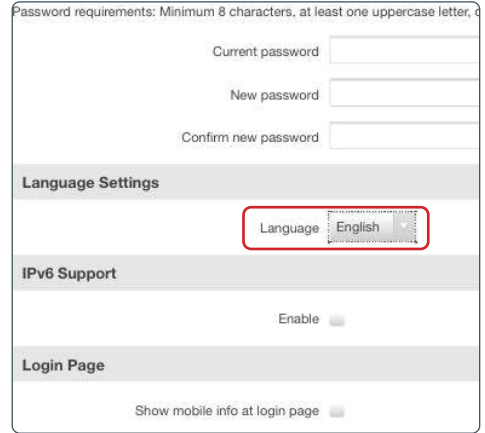 Password requirements: Minimum 8 characters, at least one uppercase letter,
Current password
New password
Confirm new password
Language Settings
Language English
IPv6 Support
Enable
Login Page
Show mobile info at login page